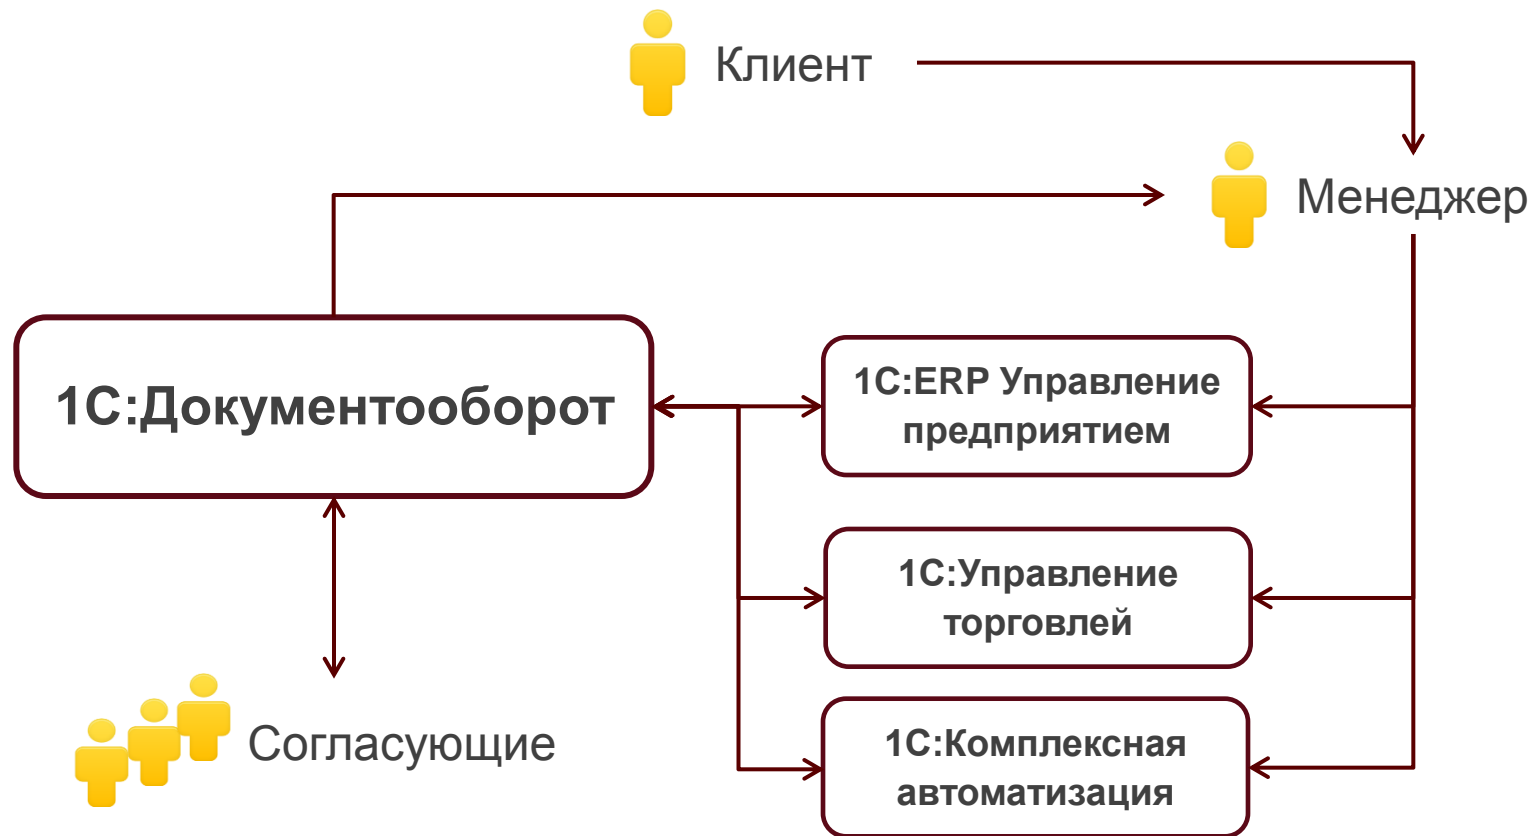 Клиент
Менеджер
1С:Документооборот
1С:ERP Управление
предприятием
1С:Управление
торговлей
Согласующие
1С:Комплексная
автоматизация